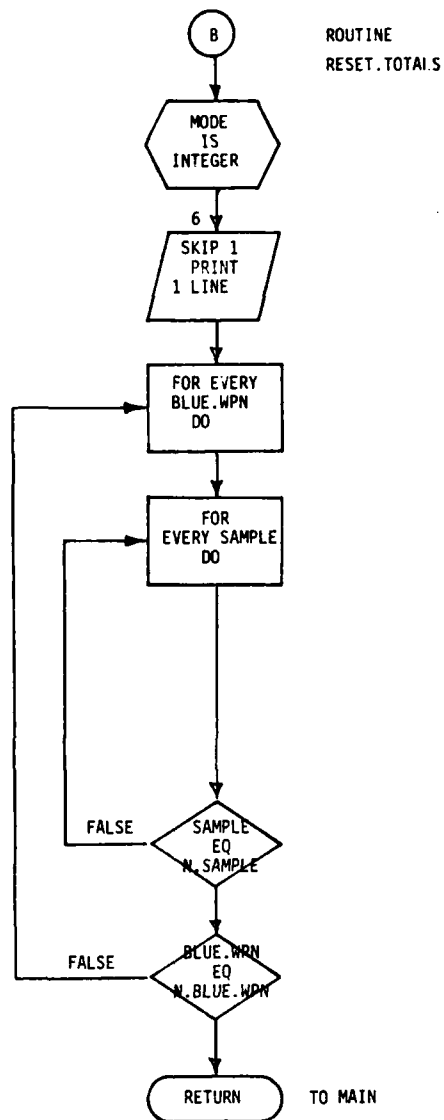 B
ROUTINE
RESET.TOTALS
MODE
IS
INTEGER
6
SKIP 1
PRINT
1 LINE
FOR EVERY
BLUE.WPN
DO
FOR
EVERY SAMPLE
DO
FALSE
SAMPLE
EQ
N.SAMPLE
FALSE
BLUE.WPN
EQ
N.BLUE.WPN
RETURN
TO MAIN